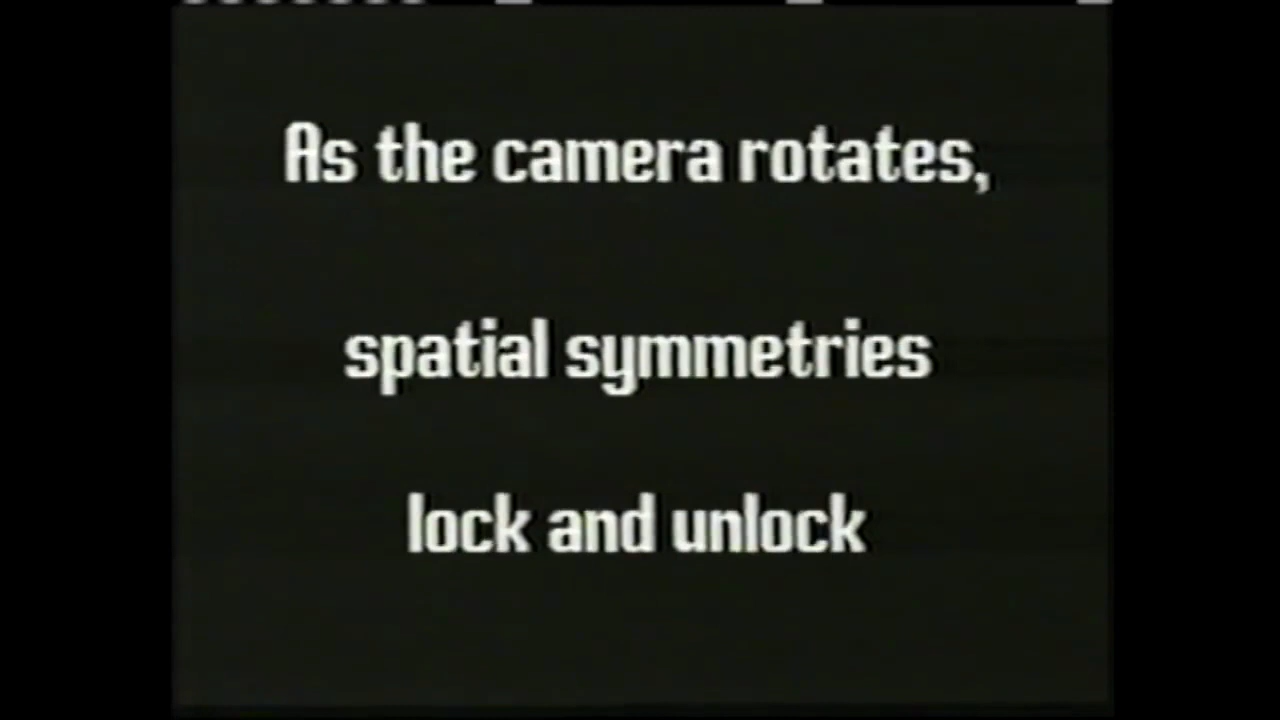 As the camera rotates,
spatial symmetries
lock and unlock